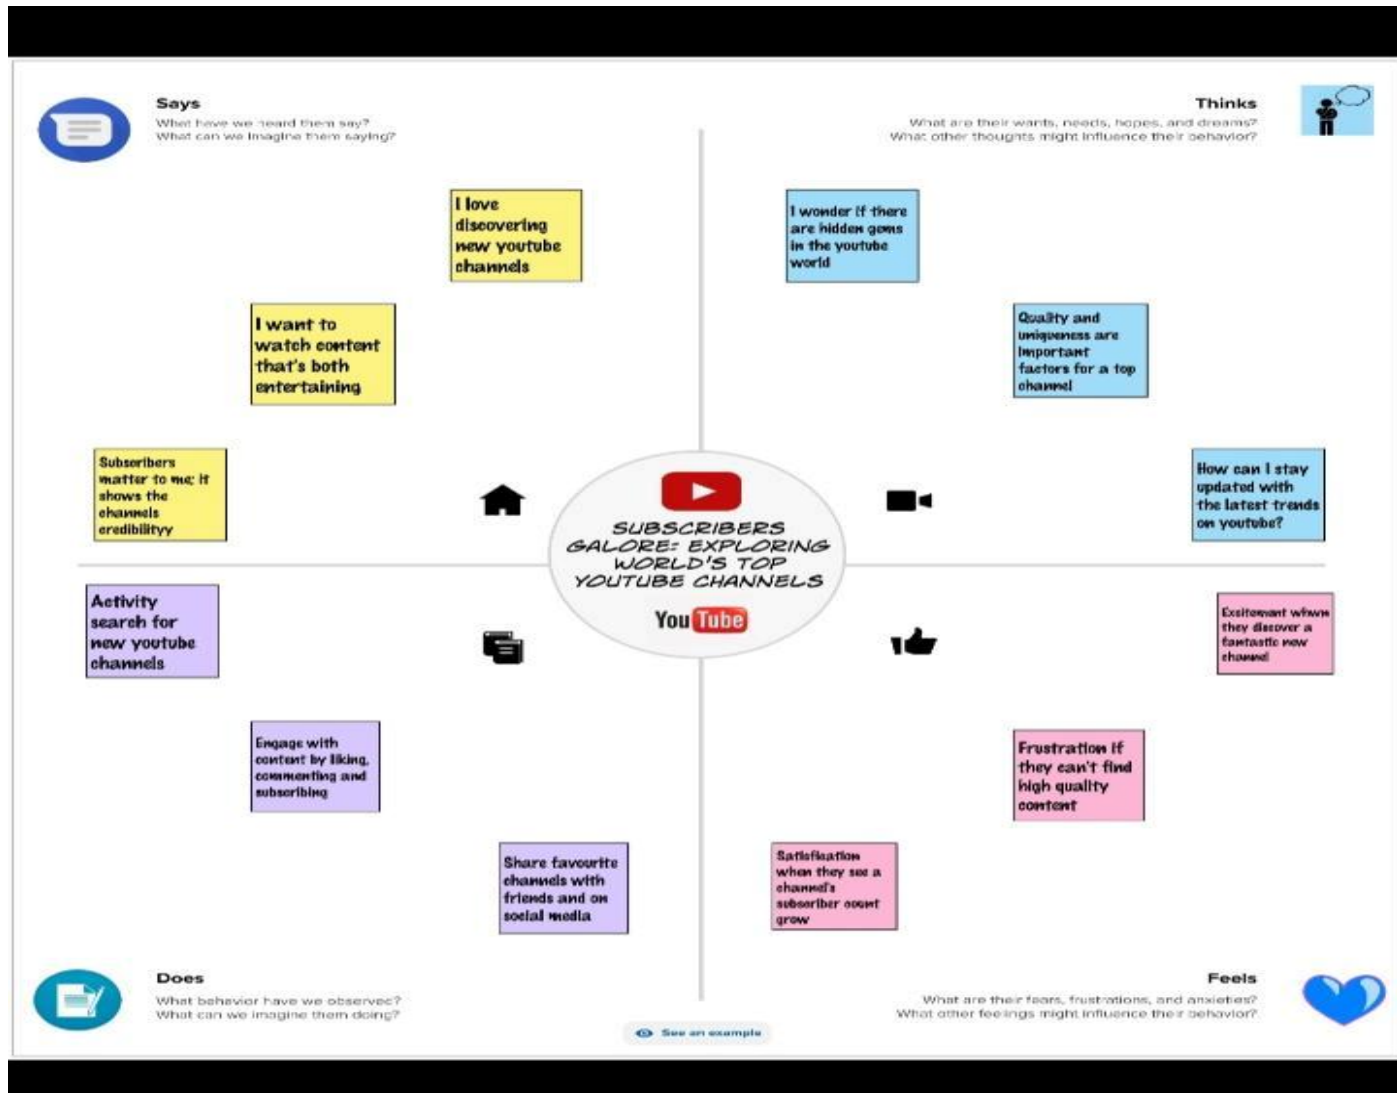 Says
What have we heard them say?
What can we imagine them saying?
Thinks
What are their wants, needs, hopes, and dreams?
What other thoughts might influence their behavior?
I love
discovering
new youtube
channels
I want to
watch content
that's both
entertaining
Subscribers
matter to me; it
shows the
channels
credibilityy
I wonder if there
are hidden gems
in the youtube
world
Quality and
uniqueness are
important
factors for a top
channel
How can I stay
updated with
the latest trends
on youtube?
SUBSCRIBERS
GALORE: EXPLORING
WORLD'S TOP
YOUTUBE CHANNELS
YouTube
Activity
search for
new youtube
channels
Engage with
content by liking,
commenting and
subscribing
Share favourite
channels with
friends and on
social media
Excitement when
they discover a
fantastic new
channel
Frustration if
they can't find
high quality
content
Satisfication
when they see a
channel's
subscriber count
grow
Does
What behavior have we observed?
What can we imagine them doing?
Feels
What are their fears, frustrations, and anxieties?
What other feelings might influence their behavior?
See an example